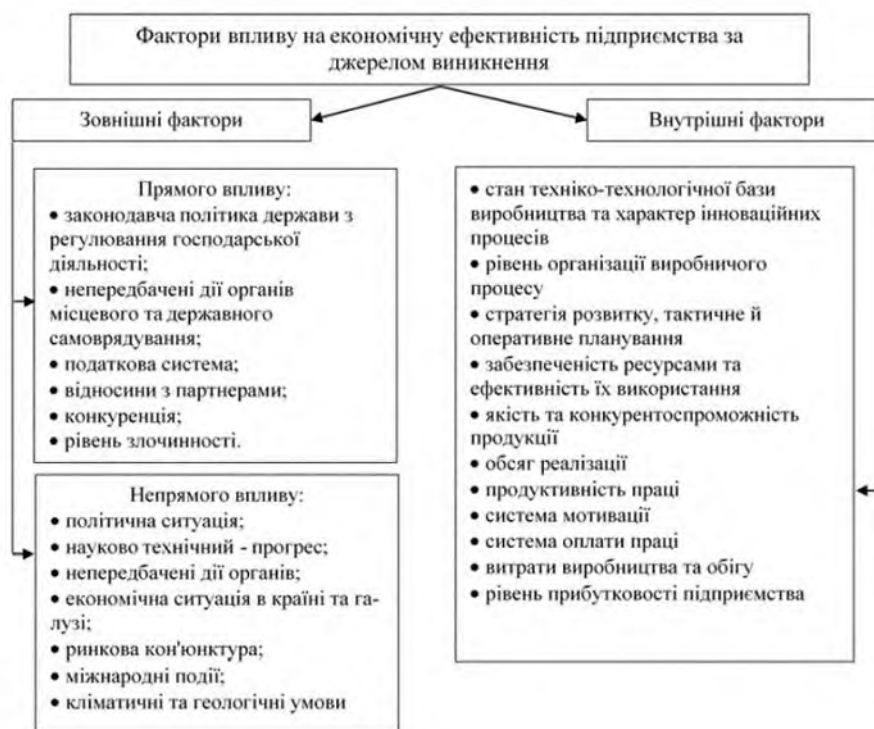 Фактори впливу на економічну ефективність підприємства за
джерелом виникнення
Зовнішні фактори
Внутрішні фактори
Прямого впливу:
• законодавча політика держави з
регулювання господарської
діяльності;
• непередбачені дії органів
місцевого та державного
самоврядування;
• податкова система;
• відносини з партнерами;
• конкуренція;
• рівень злочинності.
Непрямого впливу:
• політична ситуація;
• науково технічний - прогрес;
• непередбачені дії органів;
• економічна ситуація в країні та га-
лузі;
• ринкова кон'юнктура;
• міжнародні події;
• кліматичні та геологічні умови
• стан техніко-технологічної бази
виробництва та характер інноваційних
процесів
• рівень організації виробничого
процесу
• стратегія розвитку, тактичне й
оперативне планування
• забезпеченість ресурсами та
ефективність їх використання
• якість та конкурентоспроможність
продукції
• обсяг реалізації
• продуктивність праці
• система мотивації
• система оплати праці
• витрати виробництва та обігу
• рівень прибутковості підприємства